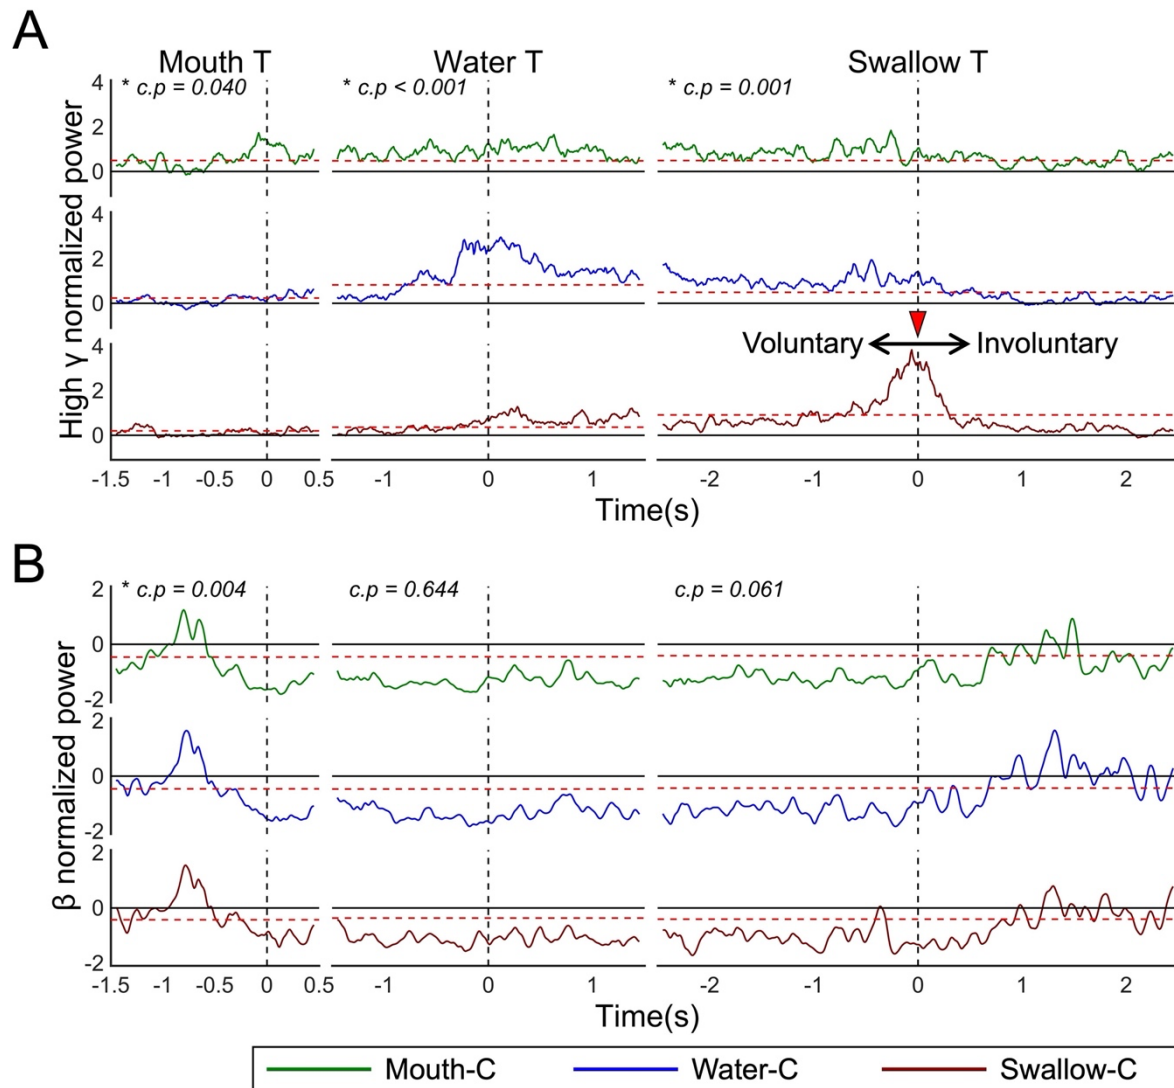 A
Mouth T
Water T
Swallow T
* c.p = 0.040
* c.p < 0.001
* c.p = 0.001
High γ normalized power
4
2
0
4
2
0
Voluntary
Involuntary
4
2
0
-1.5 -1 -0.5 0 0.5
-1 0 1
-2 -1 0 1 2
Time(s)
B
* c.p = 0.004
c.p = 0.644
c.p = 0.061
β normalized power
2
0
-2
2
0
-2
2
0
-2
-1.5 -1 -0.5 0 0.5
-1 0 1
-2 -1 0 1 2
Time(s)
Mouth-C
Water-C
Swallow-C